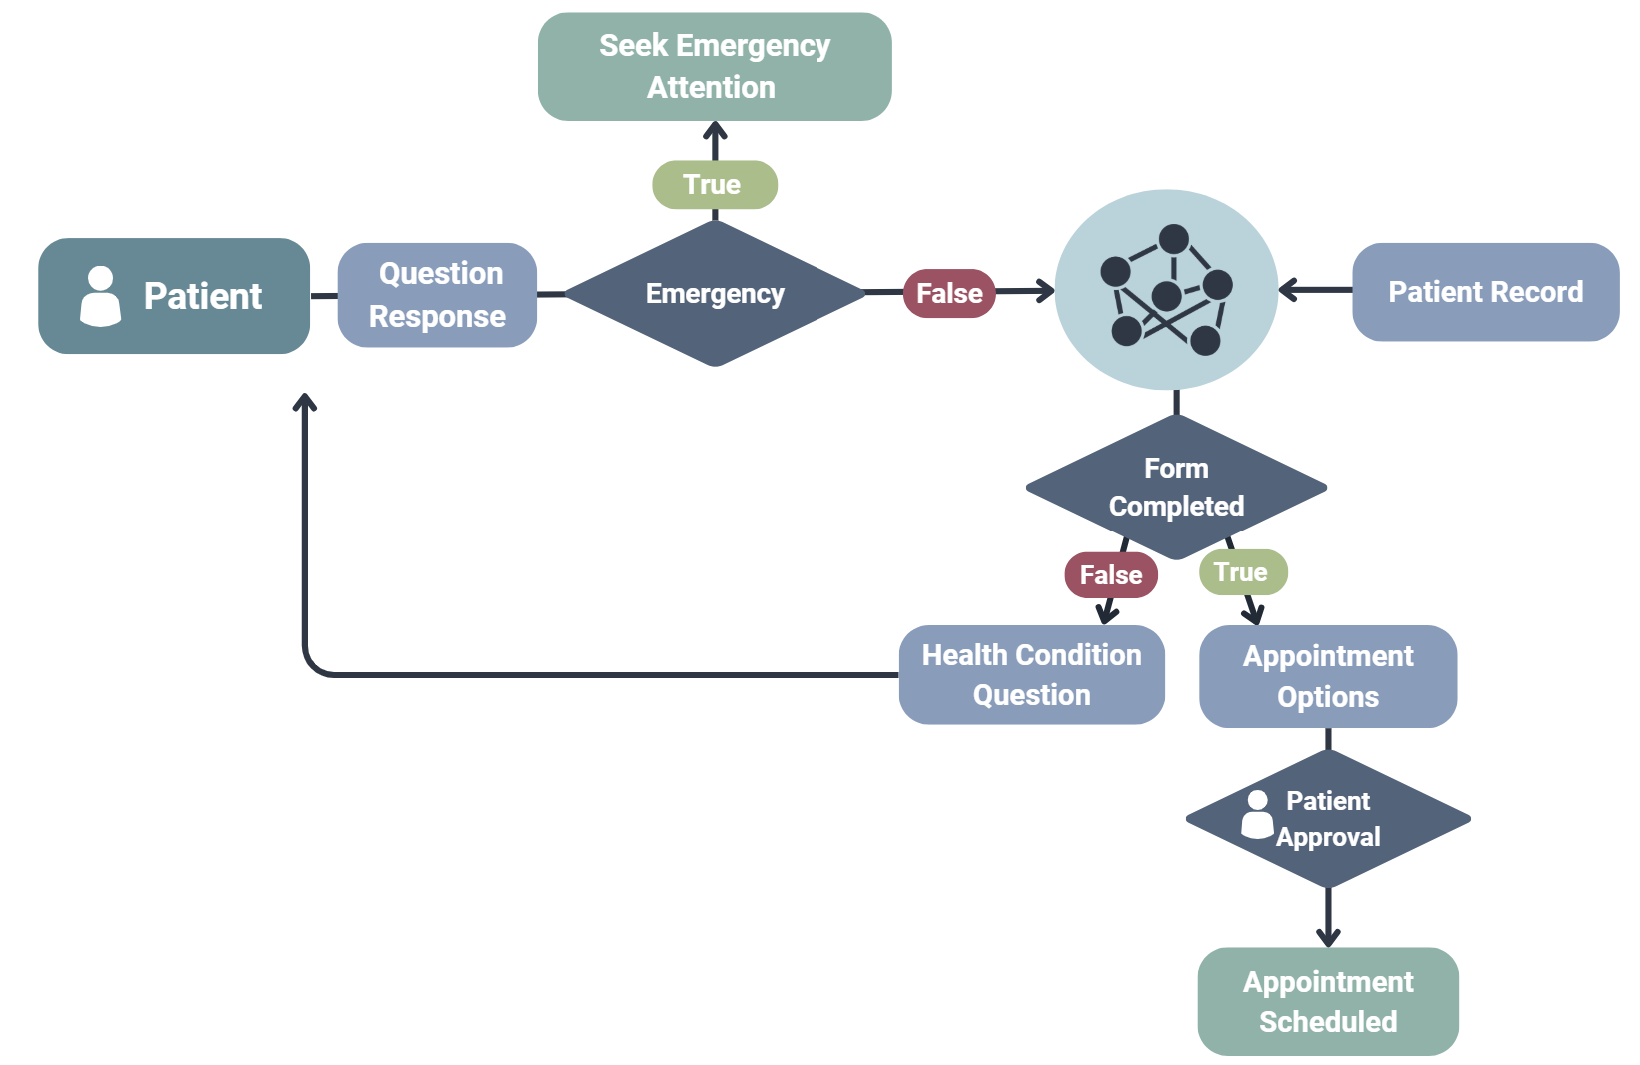 Seek Emergency
Attention
True
Patient
Question
Response
Emergency
False
Patient Record
Form
Completed
False
True
Health Condition
Question
Appointment
Options
Patient
Approval
Appointment
Scheduled